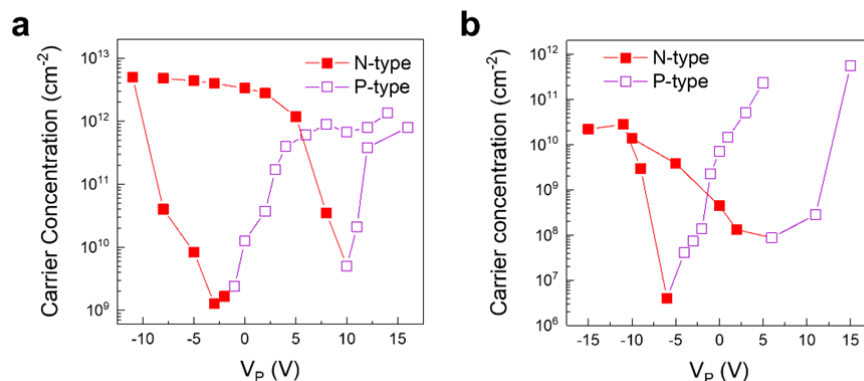 a
Carrier Concentration (cm⁻²)
10¹³
10¹²
10¹¹
10¹⁰
10⁹
N-type
P-type
-10 -5 0 5 10 15
V_P (V)
b
Carrier concentration (cm⁻²)
10¹²
10¹¹
10¹⁰
10⁹
10⁸
10⁷
10⁶
N-type
P-type
-15 -10 -5 0 5 10 15
V_P (V)